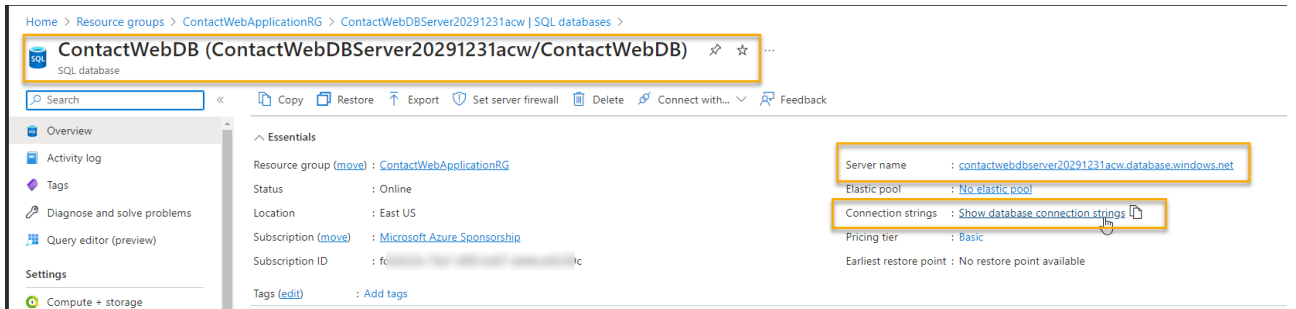 Home > Resource groups > ContactWebApplicationRG > ContactWebDBServer20291231acw | SQL databases >
SQL
ContactWebDB (ContactWebDBServer20291231acw/ContactWebDB) ...
SQL database
Search «
Copy Restore Export Set server firewall Delete Connect with... Feedback
Overview
Activity log
Tags
Diagnose and solve problems
Query editor (preview)
Settings
Compute + storage
Essentials
Resource group (move) : ContactWebApplicationRG
Status : Online
Location : East US
Subscription (move) : Microsoft Azure Sponsorship
Subscription ID :
Tags (edit) : Add tags
Server name : contactwebdbserver20291231acw.database.windows.net
Elastic pool : No elastic pool
Connection strings : Show database connection strings
Pricing tier : Basic
Earliest restore point : No restore point available